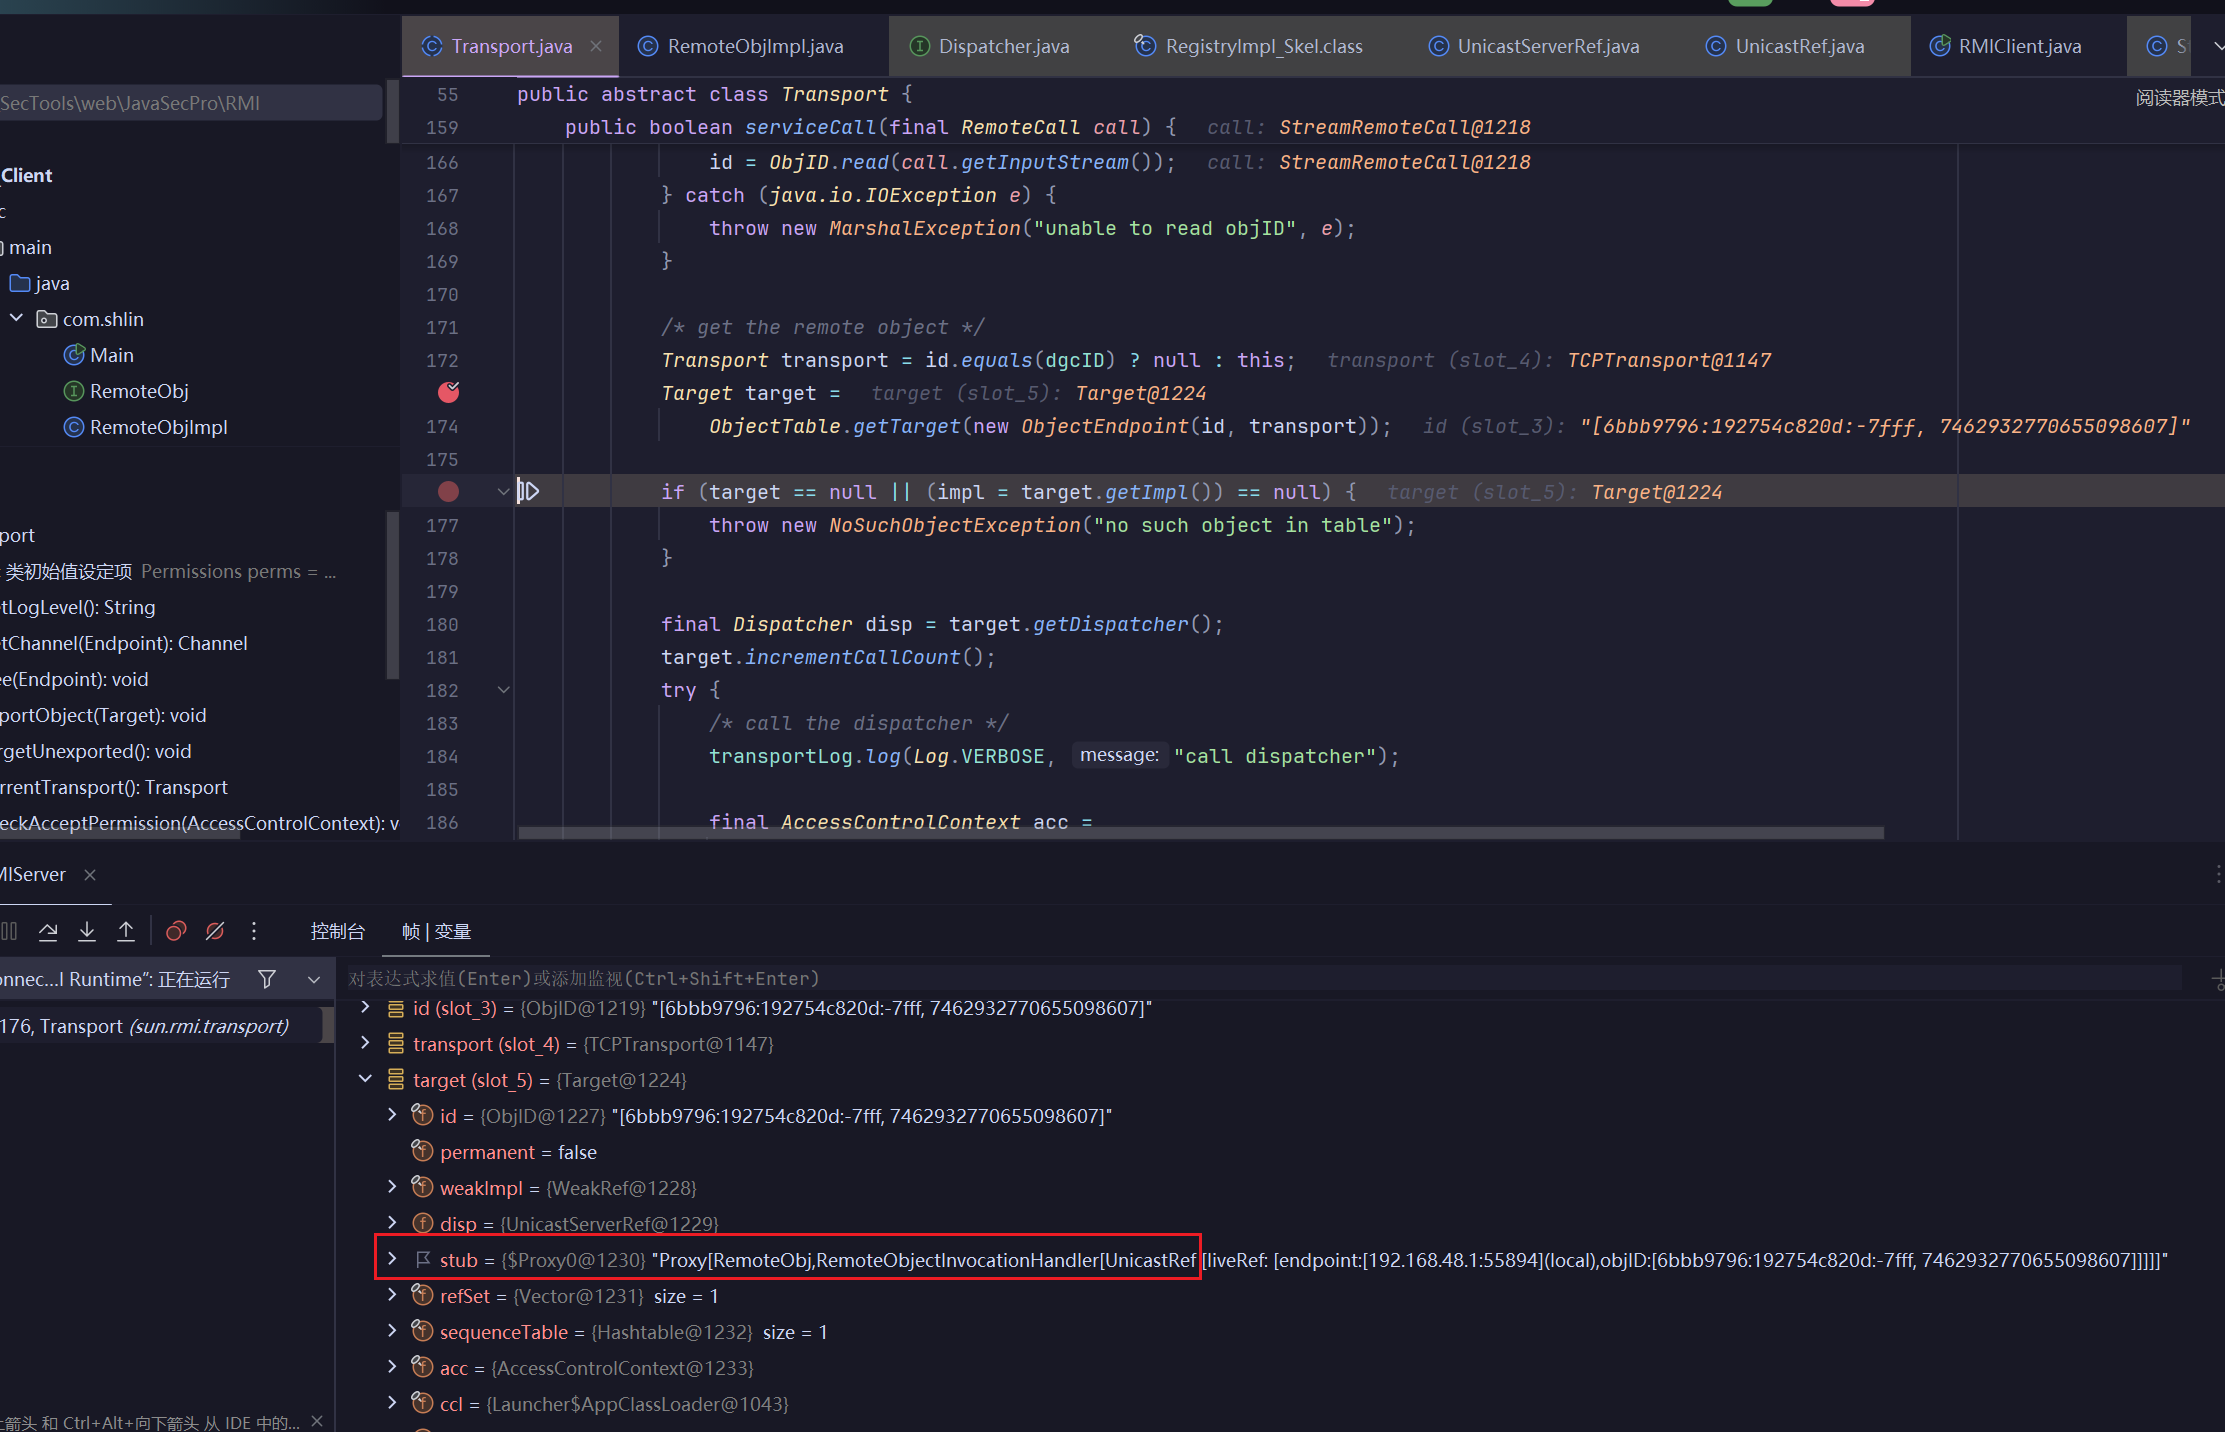 Transport.java RemoteObjImpl.java Dispatcher.java RegistryImpl_Skel.class UnicastServerRef.java UnicastRef.java RMIClient.java S
SecTools\web\JavaSecPro\RMI
Client
c
main
java
com.shlin
Main
RemoteObj
RemoteObjImpl
port
类初始值设定项 Permissions perms = ...
tLogLevel(): String
tChannel(Endpoint): Channel
ee(Endpoint): void
portObject(Target): void
rgetUnexported(): void
rrentTransport(): Transport
eckAcceptPermission(AccessControlContext): v
阅读器模式
55 public abstract class Transport {
159 public boolean serviceCall(final RemoteCall call) { call: StreamRemoteCall@1218
166 id = ObjID.read(call.getInputStream()); call: StreamRemoteCall@1218
167 } catch (java.io.IOException e) {
168 throw new MarshalException("unable to read objID", e);
169 }
170
171 /* get the remote object */
172 Transport transport = id.equals(dgcID) ? null : this; transport (slot_4): TCPTransport@1147
Target target = target (slot_5): Target@1224
174 ObjectTable.getTarget(new ObjectEndpoint(id, transport)); id (slot_3): "[6bbb9796:192754c820d:-7fff, 7462932770655098607]"
175
if (target == null || (impl = target.getImpl()) == null) { target (slot_5): Target@1224
177 throw new NoSuchObjectException("no such object in table");
178 }
179
180 final Dispatcher disp = target.getDispatcher();
181 target.incrementCallCount();
182 try {
183 /* call the dispatcher */
184 transportLog.log(Log.VERBOSE, message: "call dispatcher");
185
186 final AccessControlContext acc =
MIServer
控制台 帧 | 变量
onnec...l Runtime”: 正在运行
176, Transport (sun.rmi.transport)
对表达式求值(Enter)或添加监视(Ctrl+Shift+Enter)
id (slot_3) = {ObjID@1219} "[6bbb9796:192754c820d:-7fff, 7462932770655098607]"
transport (slot_4) = {TCPTransport@1147}
target (slot_5) = {Target@1224}
id = {ObjID@1227} "[6bbb9796:192754c820d:-7fff, 7462932770655098607]"
permanent = false
weakImpl = {WeakRef@1228}
disp = {UnicastServerRef@1229}
stub = {$Proxy0@1230} "Proxy[RemoteObj,RemoteObjectInvocationHandler[UnicastRef [liveRef: [endpoint:[192.168.48.1:55894](local),objID:[6bbb9796:192754c820d:-7fff, 7462932770655098607]]]]]"
refSet = {Vector@1231} size = 1
sequenceTable = {Hashtable@1232} size = 1
acc = {AccessControlContext@1233}
ccl = {Launcher$AppClassLoader@1043}
上箭头 和 Ctrl+Alt+向下箭头 从 IDE 中的...